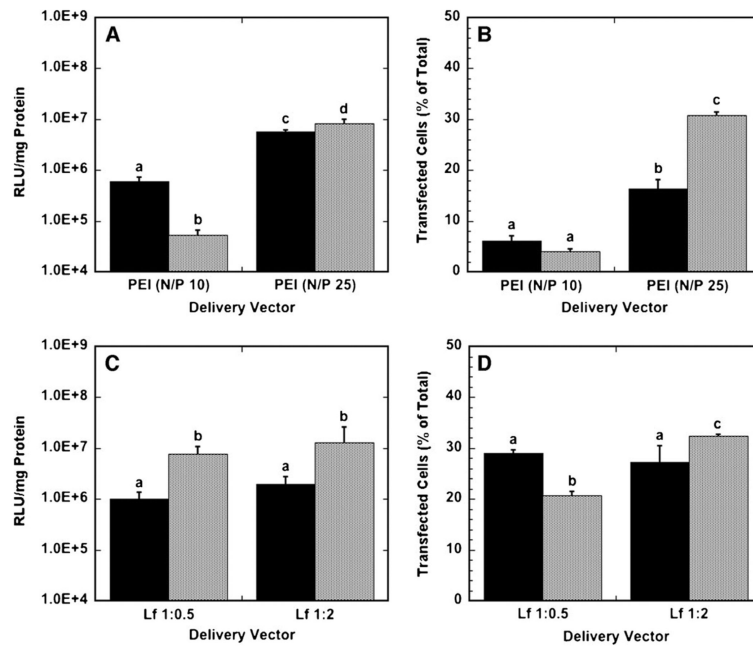 A
RLU/mg Protein
1.0E+9
1.0E+8
1.0E+7
1.0E+6
1.0E+5
1.0E+4
a
b
c
d
PEI (N/P 10)
PEI (N/P 25)
Delivery Vector
B
Transfected Cells (% of Total)
50
40
30
20
10
0
a
a
b
c
PEI (N/P 10)
PEI (N/P 25)
Delivery Vector
C
RLU/mg Protein
1.0E+9
1.0E+8
1.0E+7
1.0E+6
1.0E+5
1.0E+4
a
b
a
b
Lf 1:0.5
Lf 1:2
Delivery Vector
D
Transfected Cells (% of Total)
50
40
30
20
10
0
a
b
a
c
Lf 1:0.5
Lf 1:2
Delivery Vector